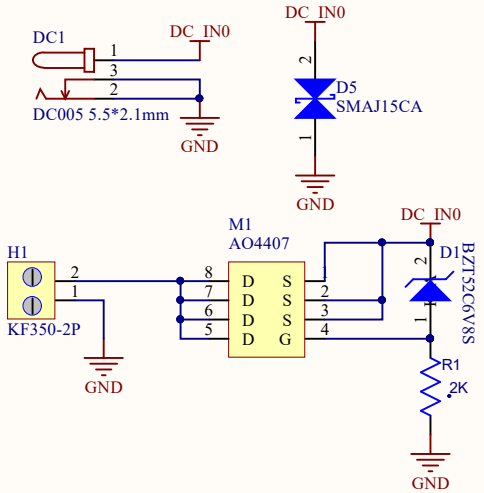 DC1
DC_IN0
1
3
2
DC005 5.5*2.1mm
GND
DC_IN0
2
D5
SMAJ15CA
1
GND
H1
2
1
KF350-2P
GND
M1
AO4407
8 D S 1
7 D S 2
6 D S 3
5 D G 4
DC_IN0
D1
2
BZT52C6V8S
1
R1
2K
GND